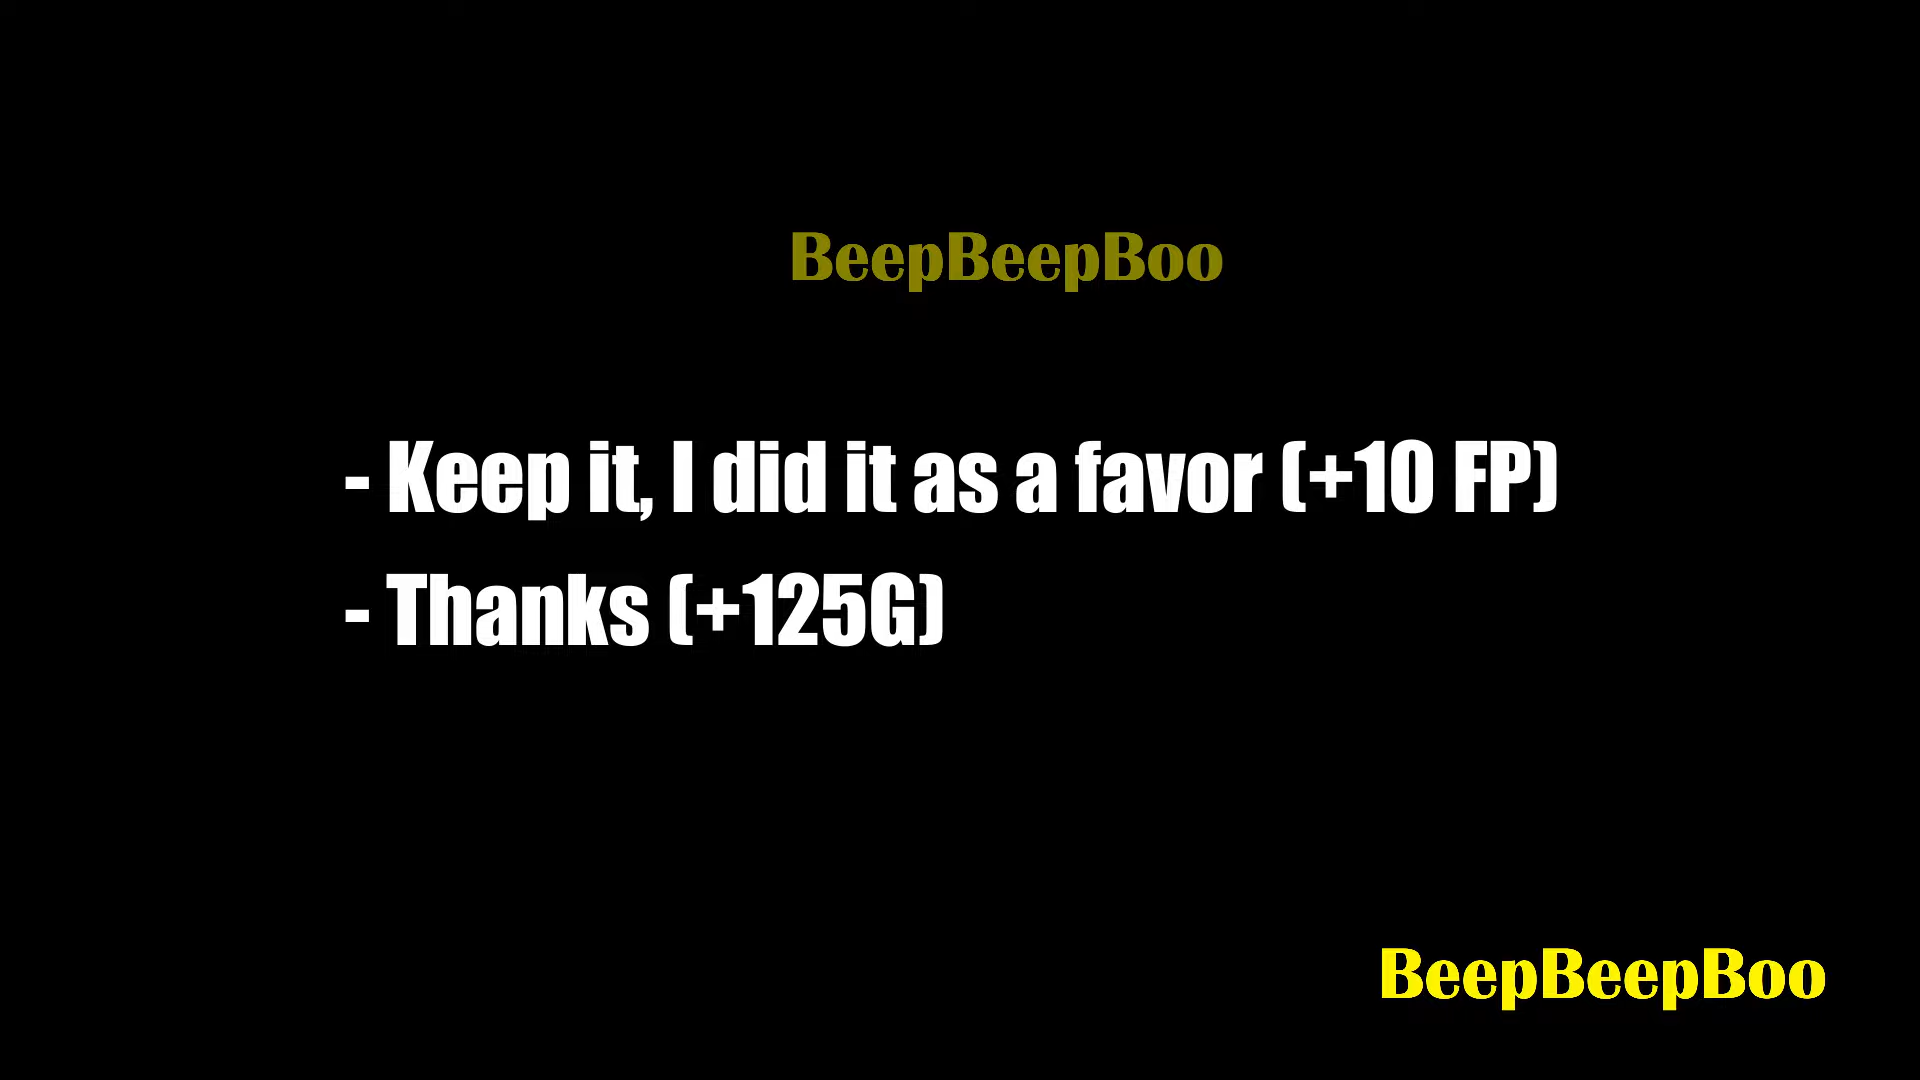 BeepBeepBoo
- Keep it, I did it as a favor (+10 FP)
- Thanks (+125G)
BeepBeepBoo